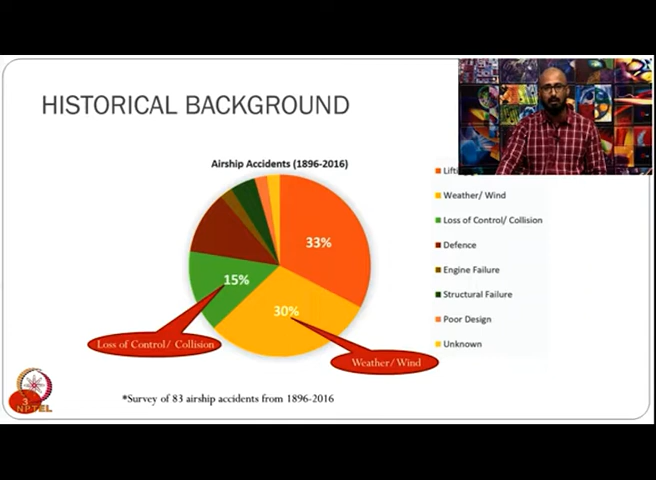 HISTORICAL BACKGROUND
Airship Accidents (1896-2016)
33%
30%
15%
Weather/ Wind
Loss of Control/ Collision
Defence
Engine Failure
Structural Failure
Poor Design
Unknown
Loss of Control/ Collision
Weather/ Wind
*Survey of 83 airship accidents from 1896-2016
3
NPTEL